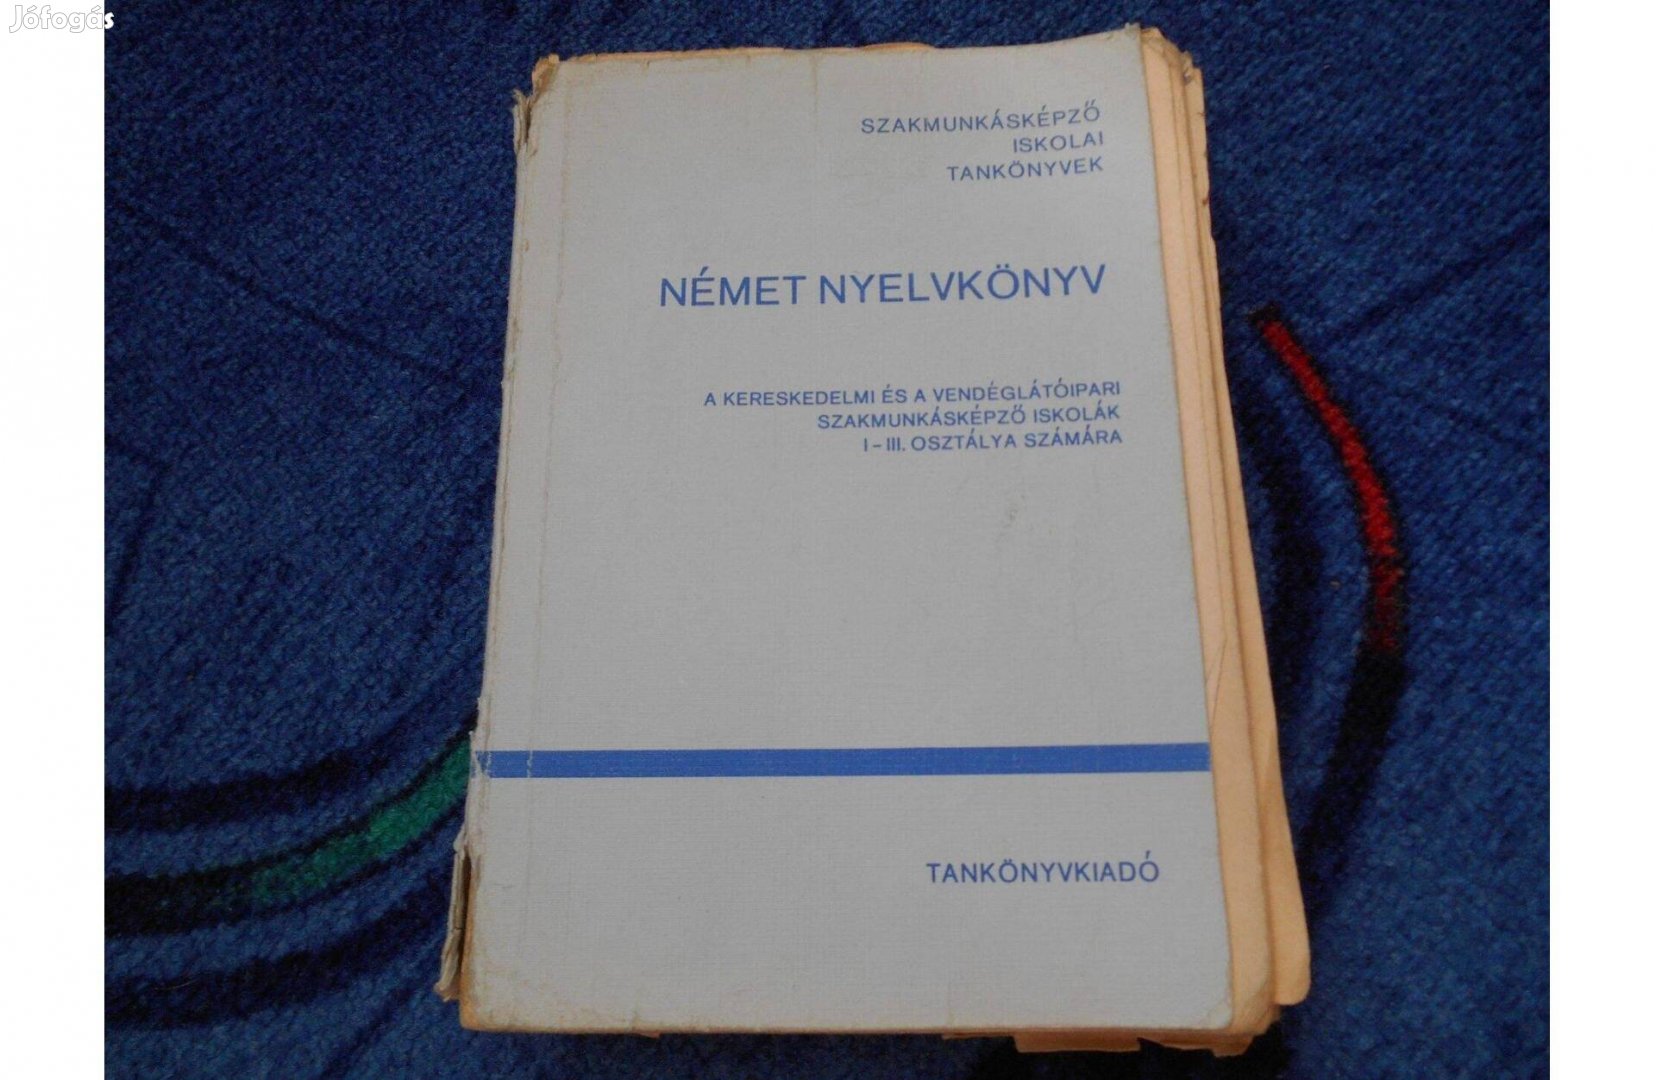 Jófogás
SZAKMUNKÁSKÉPZŐ
ISKOLAI
TANKÖNYVEK
NÉMET NYELVKÖNYV
A KERESKEDELMI ÉS A VENDÉGLÁTÓIPARI
SZAKMUNKÁSKÉPZŐ ISKOLÁK
I–III. OSZTÁLYA SZÁMÁRA
TANKÖNYVKIADÓ